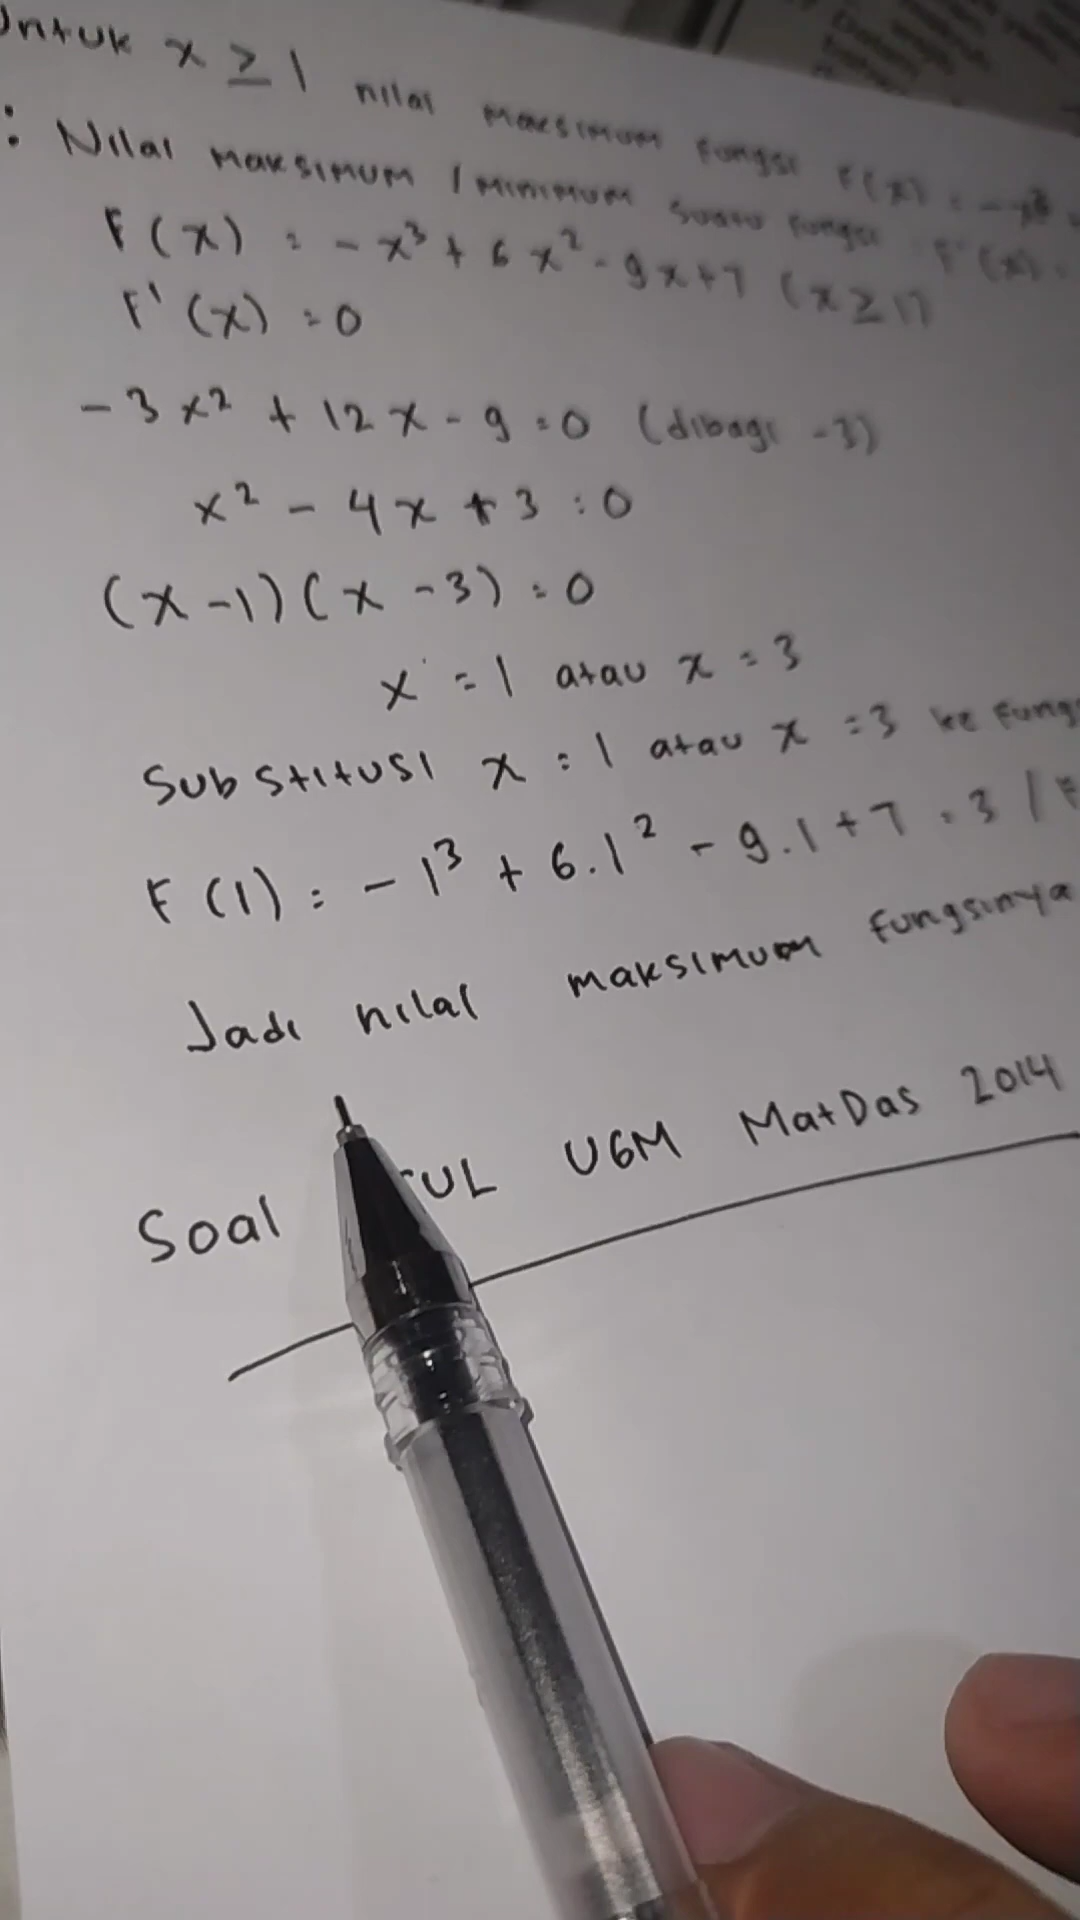 Untuk x ≥ 1 nilai maksimum fungsi F(x) = -x³
: Nilai maksimum / minimum suatu fungsi F'(x) =
F(x) = -x³ + 6x² - 9x + 7 (x ≥ 1)
F'(x) = 0
-3x² + 12x - 9 = 0 (dibagi -3)
x² - 4x + 3 = 0
(x - 1)(x - 3) = 0
x = 1 atau x = 3
Substitusi x = 1 atau x = 3 ke fungs
F(1) = -1³ + 6.1² - 9.1 + 7 = 3 / F
Jadi nilai maksimum fungsinya
Soal UL UGM MatDas 2014